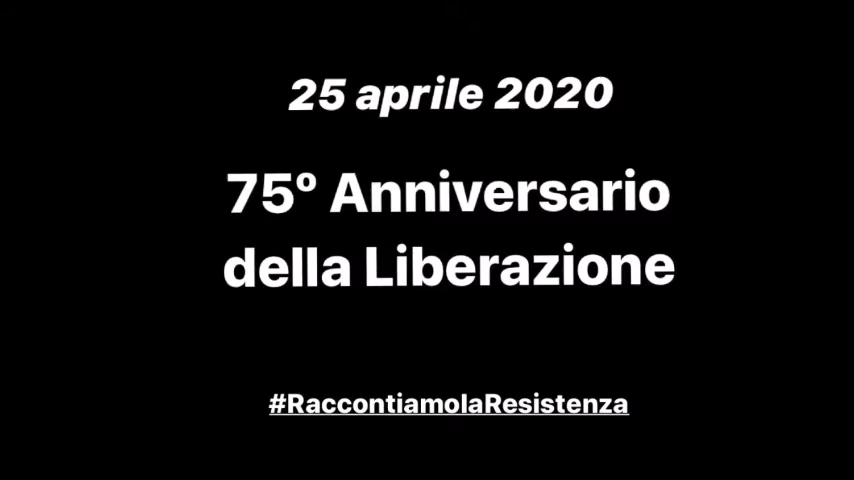 25 aprile 2020
75º Anniversario
della Liberazione
#RaccontiamolaResistenza